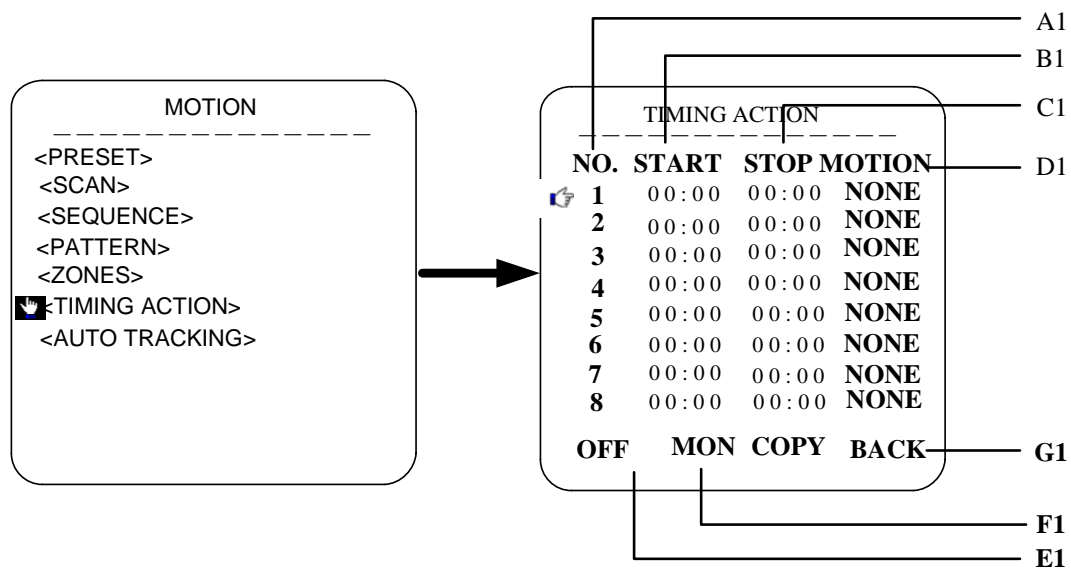 MOTION
<PRESET>
<SCAN>
<SEQUENCE>
<PATTERN>
<ZONES>
<TIMING ACTION>
<AUTO TRACKING>
TIMING ACTION
NO. START STOP MOTION
1 00:00 00:00 NONE
2 00:00 00:00 NONE
3 00:00 00:00 NONE
4 00:00 00:00 NONE
5 00:00 00:00 NONE
6 00:00 00:00 NONE
7 00:00 00:00 NONE
8 00:00 00:00 NONE
OFF MON COPY BACK
A1
B1
C1
D1
G1
F1
E1